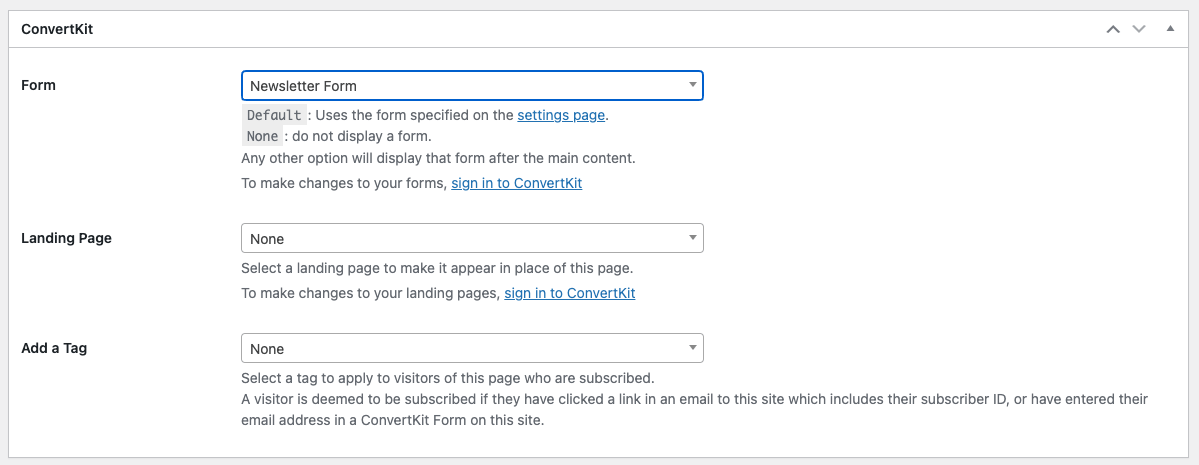 ConvertKit
Form
Newsletter Form
Default : Uses the form specified on the settings page.
None : do not display a form.
Any other option will display that form after the main content.
To make changes to your forms, sign in to ConvertKit
Landing Page
None
Select a landing page to make it appear in place of this page.
To make changes to your landing pages, sign in to ConvertKit
Add a Tag
None
Select a tag to apply to visitors of this page who are subscribed.
A visitor is deemed to be subscribed if they have clicked a link in an email to this site which includes their subscriber ID, or have entered their
email address in a ConvertKit Form on this site.